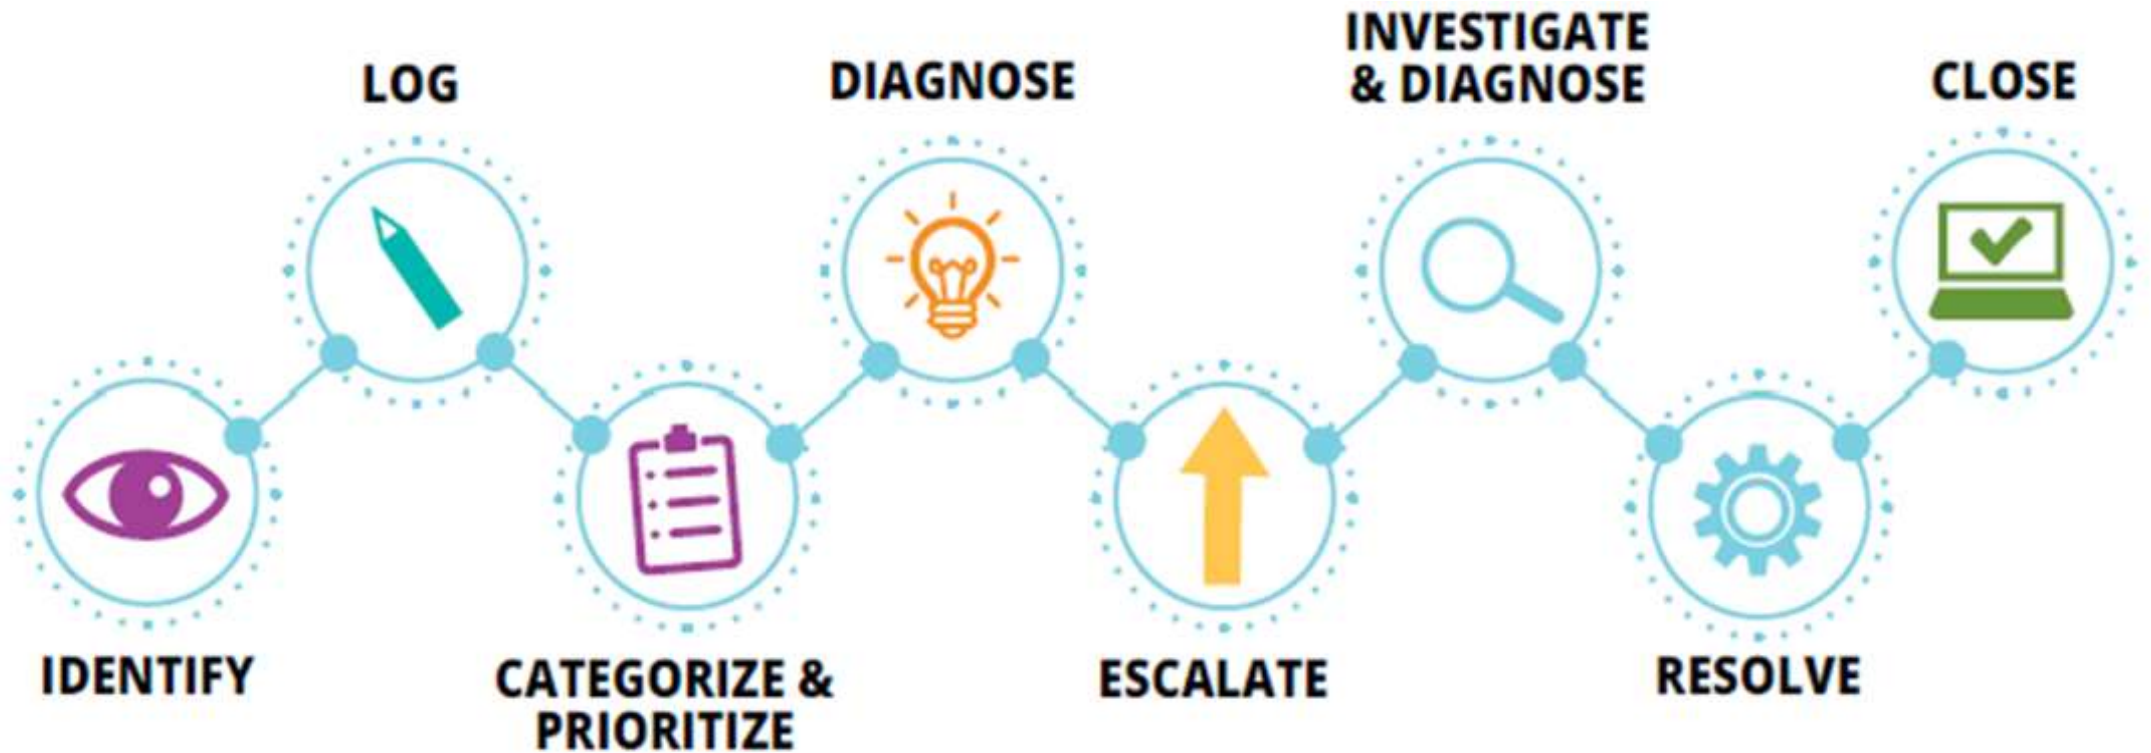 IDENTIFY
LOG
CATEGORIZE &
PRIORITIZE
DIAGNOSE
ESCALATE
INVESTIGATE
& DIAGNOSE
RESOLVE
CLOSE